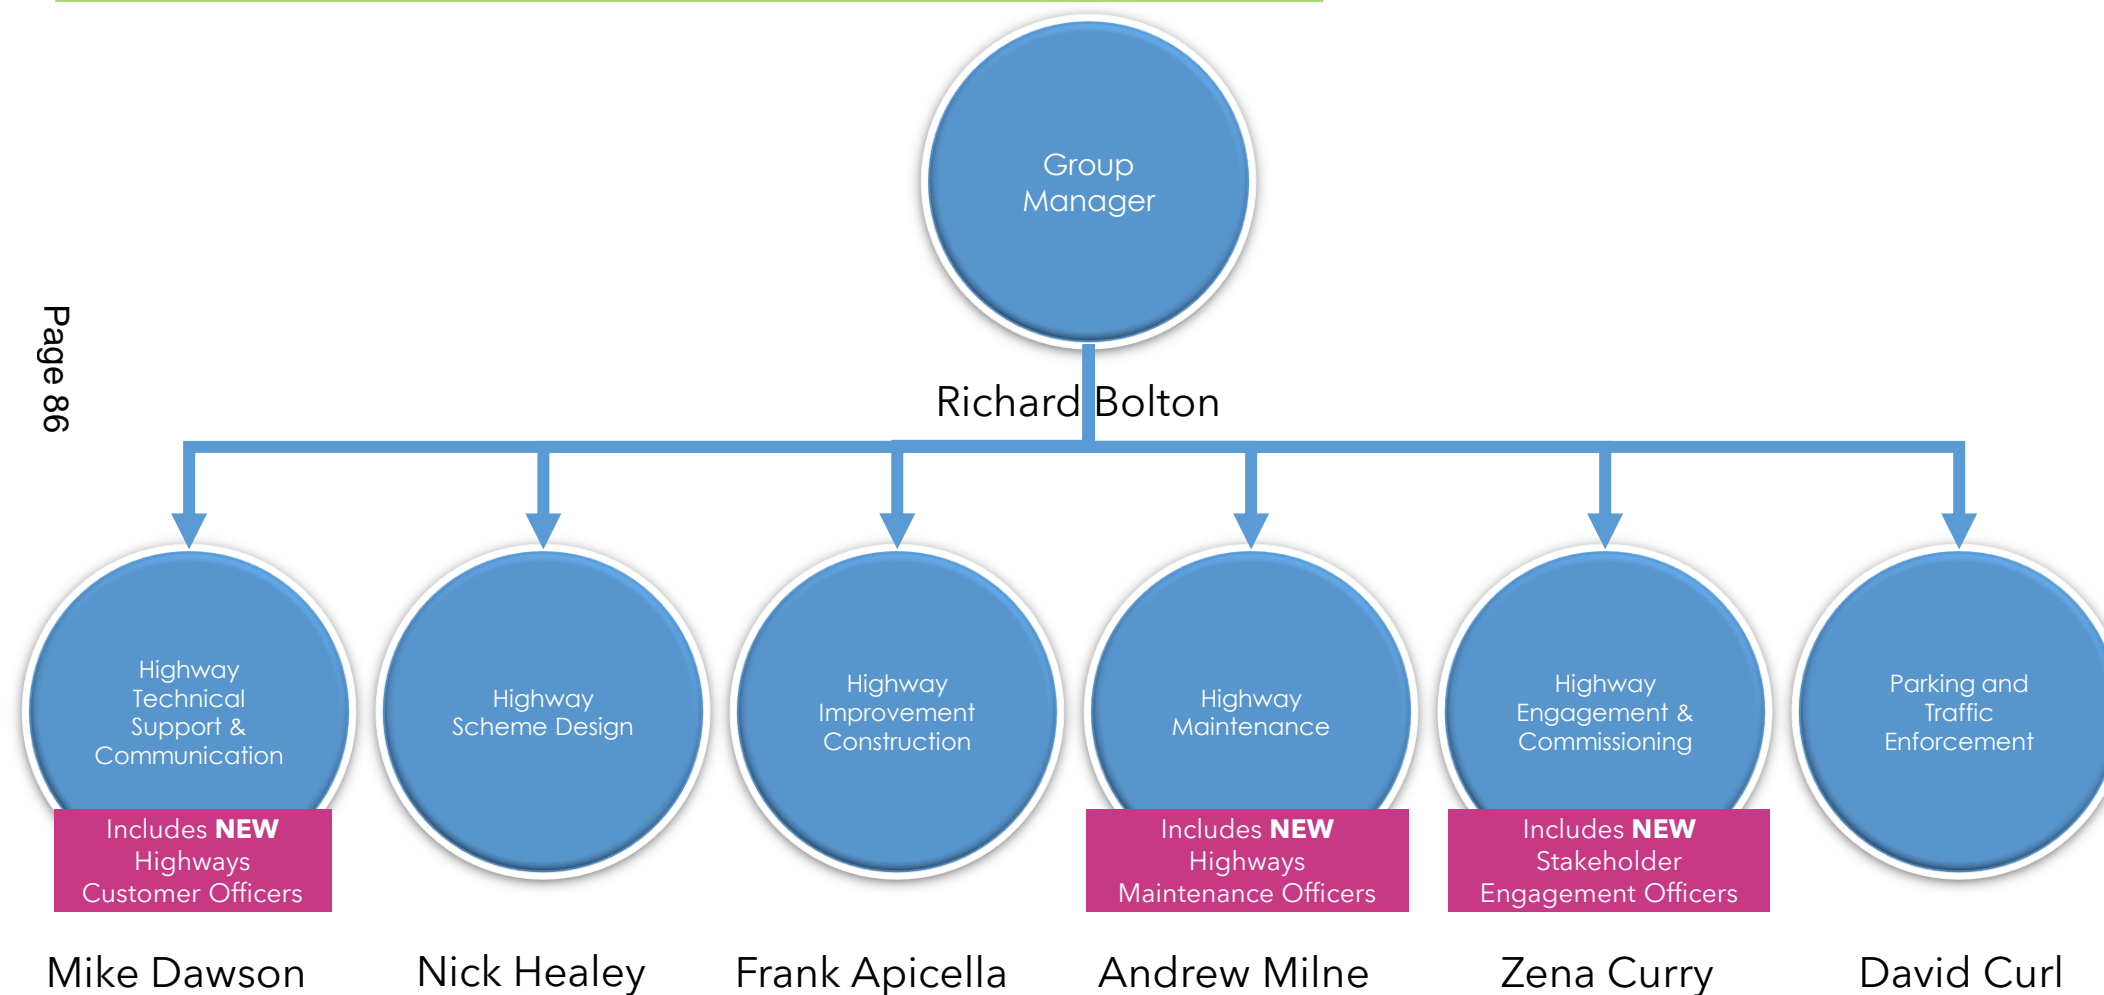 Group
Manager
Richard Bolton
Page 86
Highway
Technical
Support &
Communication
Includes NEW
Highways
Customer Officers
Mike Dawson
Highway
Scheme Design
Nick Healey
Highway
Improvement
Construction
Frank Apicella
Highway
Maintenance
Includes NEW
Highways
Maintenance Officers
Andrew Milne
Highway
Engagement &
Commissioning
Includes NEW
Stakeholder
Engagement Officers
Zena Curry
Parking and
Traffic
Enforcement
David Curl